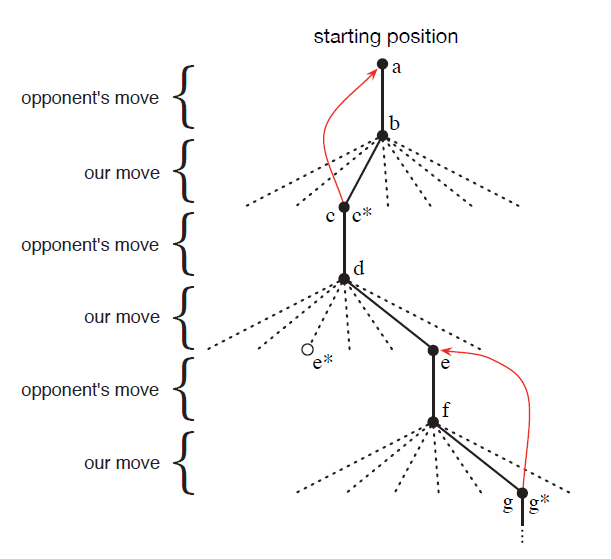 starting position
a
opponent's move
b
our move
c c*
opponent's move
d
our move
e* e
opponent's move
f
our move
g g*